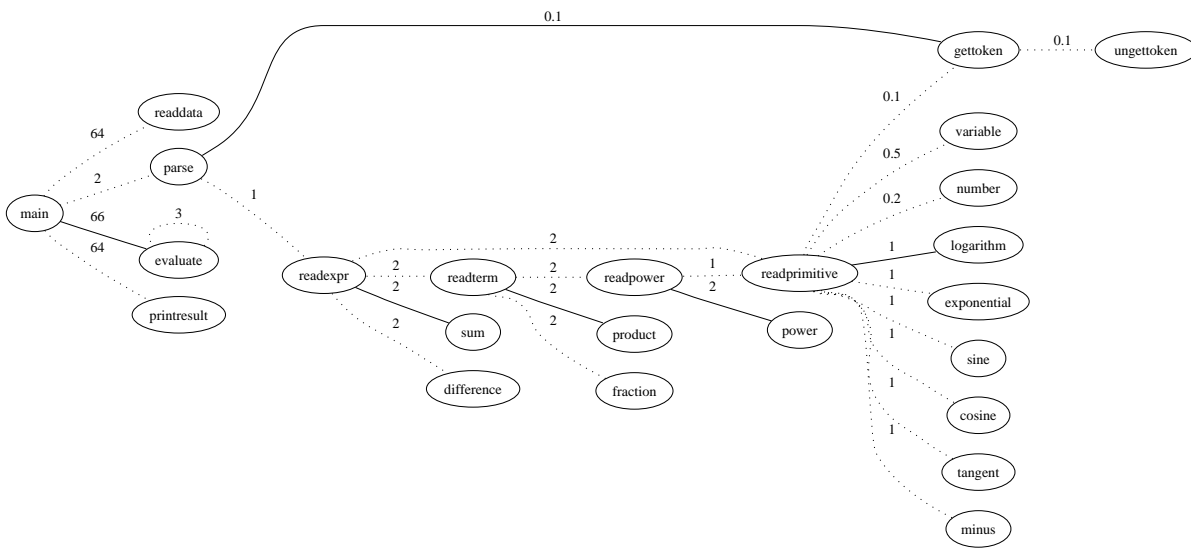 0.1
gettoken
0.1
ungettoken
readdata
64
parse
2
main
66
3
evaluate
64
printresult
1
0.1
variable
0.5
number
0.2
logarithm
1
2
readexpr
2
readterm
2
readpower
1
readprimitive
1
exponential
2
sum
2
product
2
power
1
sine
2
difference
2
fraction
1
cosine
1
tangent
1
minus